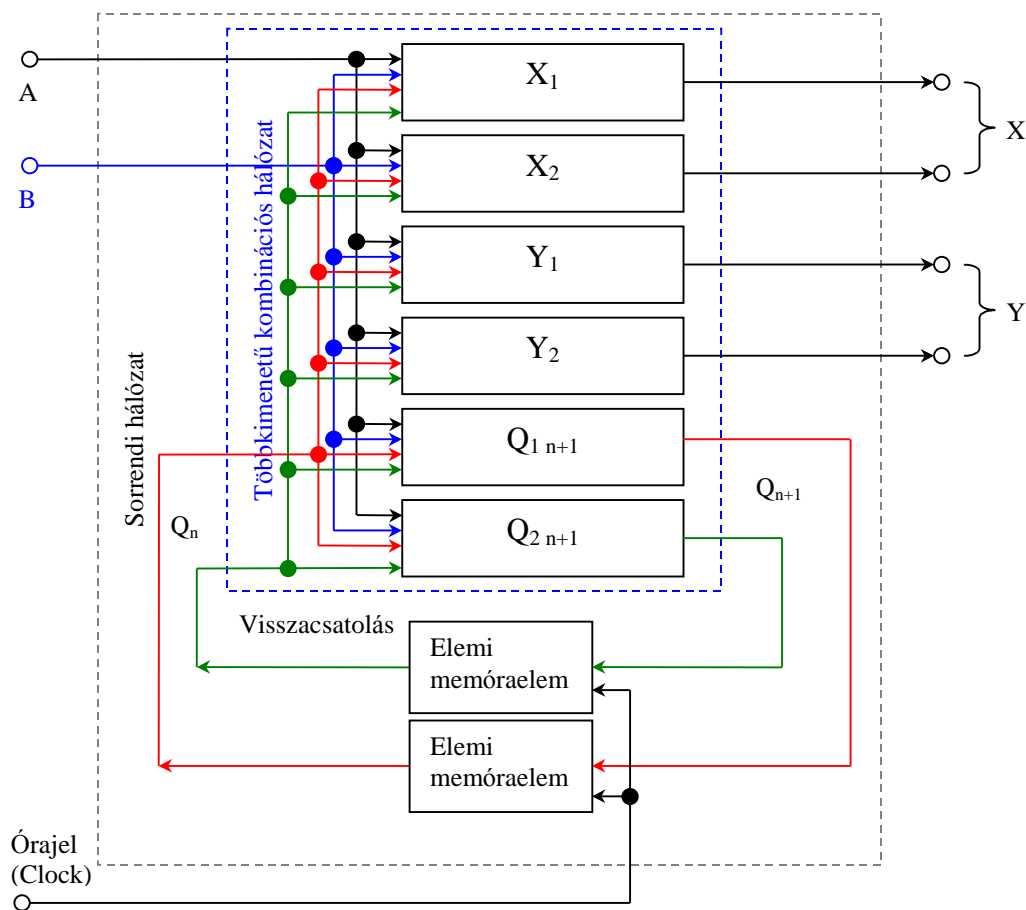 A
B
X₁
X₂
Y₁
Y₂
Q₁ ₙ₊₁
Q₂ ₙ₊₁
X
Y
Többkimenetű kombinációs hálózat
Sorrendi hálózat
Qₙ
Qₙ₊₁
Visszacsatolás
Elemi
memóraelem
Elemi
memóraelem
Órajel
(Clock)